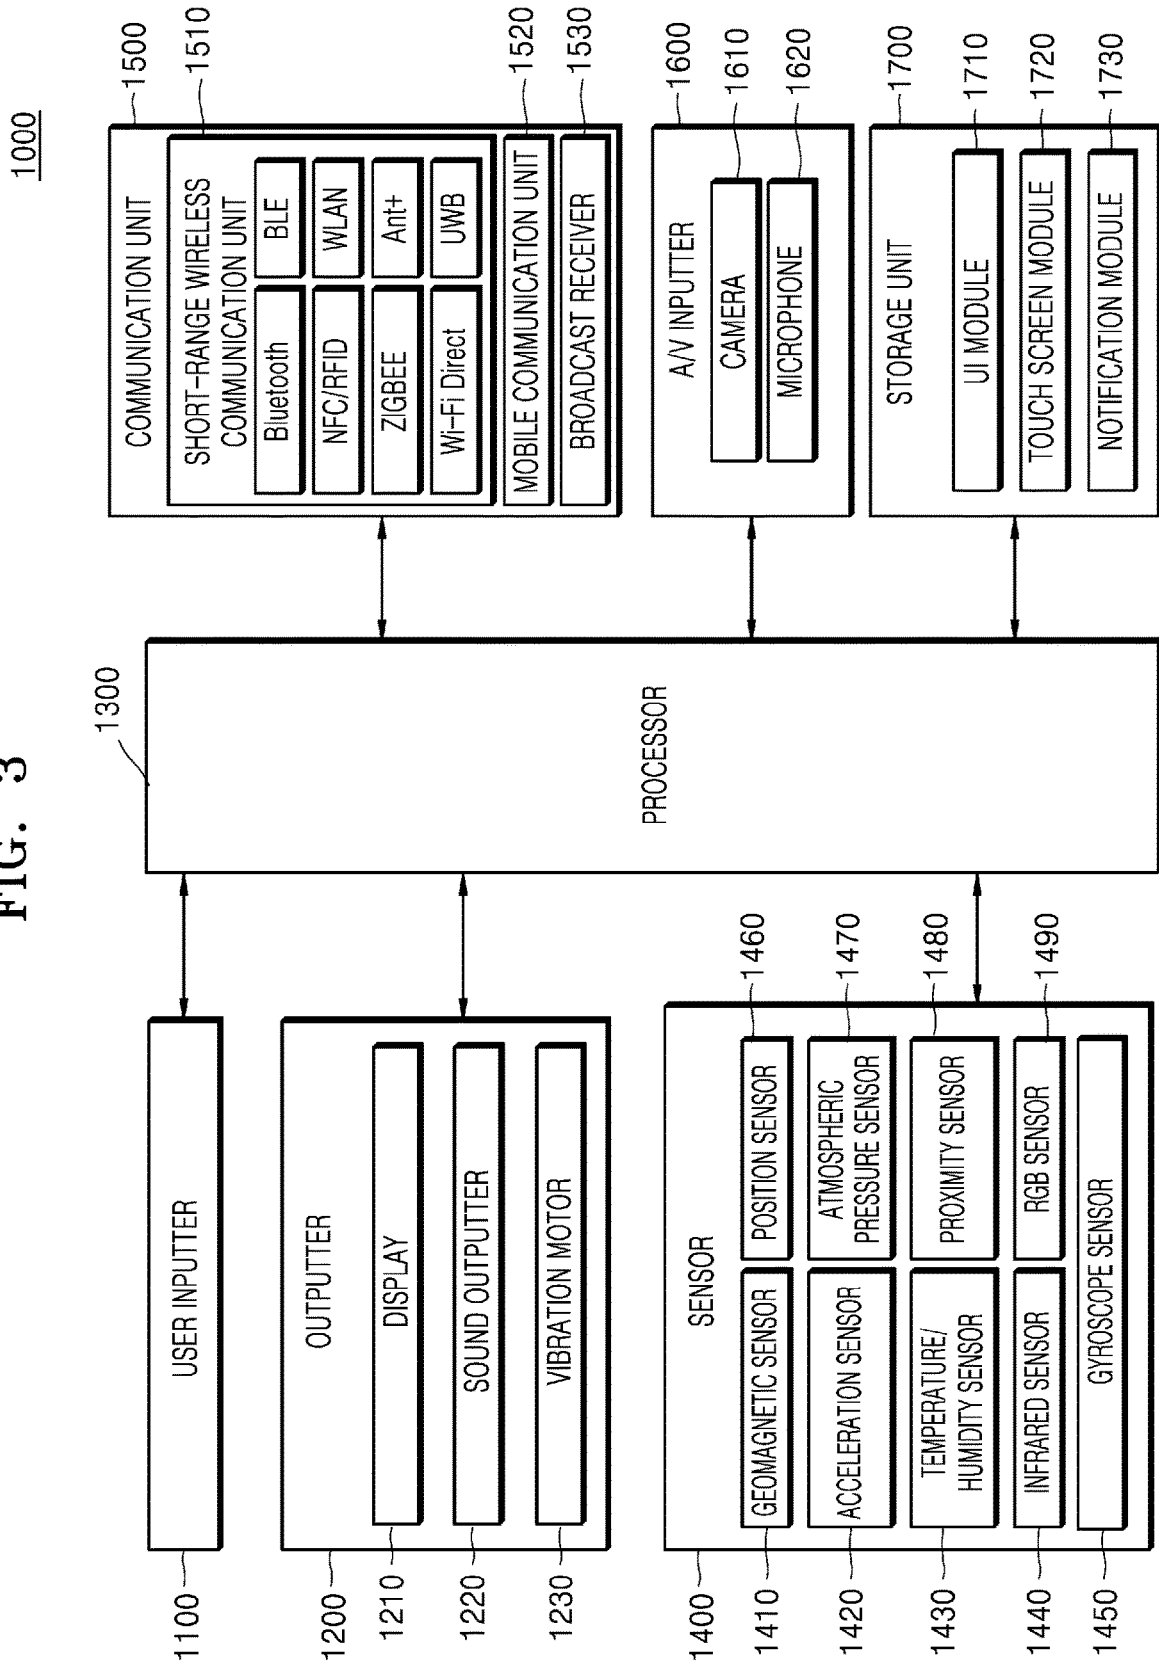 FIG. 3
1000
1100
USER INPUTTER
1200
OUTPUTTER
1210
DISPLAY
1220
SOUND OUTPUTTER
1230
VIBRATION MOTOR
1400
SENSOR
1410
GEOMAGNETIC SENSOR
POSITION SENSOR
1460
1420
ACCELERATION SENSOR
ATMOSPHERIC
PRESSURE SENSOR
1470
1430
TEMPERATURE/
HUMIDITY SENSOR
PROXIMITY SENSOR
1480
1440
INFRARED SENSOR
RGB SENSOR
1490
1450
GYROSCOPE SENSOR
1300
PROCESSOR
COMMUNICATION UNIT
1500
SHORT-RANGE WIRELESS
COMMUNICATION UNIT
1510
Bluetooth
BLE
NFC/RFID
WLAN
ZIGBEE
Ant+
Wi-Fi Direct
UWB
MOBILE COMMUNICATION UNIT
1520
BROADCAST RECEIVER
1530
A/V INPUTTER
1600
CAMERA
1610
MICROPHONE
1620
STORAGE UNIT
1700
UI MODULE
1710
TOUCH SCREEN MODULE
1720
NOTIFICATION MODULE
1730